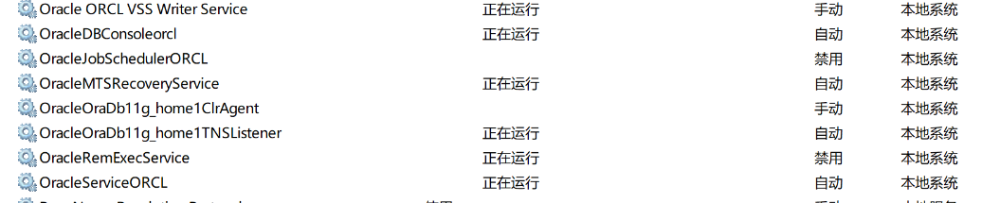 Oracle ORCL VSS Writer Service 正在运行 手动 本地系统
OracleDBConsoleorcl 正在运行 自动 本地系统
OracleJobSchedulerORCL 禁用 本地系统
OracleMTSRecoveryService 正在运行 自动 本地系统
OracleOraDb11g_home1ClrAgent 手动 本地系统
OracleOraDb11g_home1TNSListener 正在运行 自动 本地系统
OracleRemExecService 正在运行 禁用 本地系统
OracleServiceORCL 正在运行 自动 本地系统